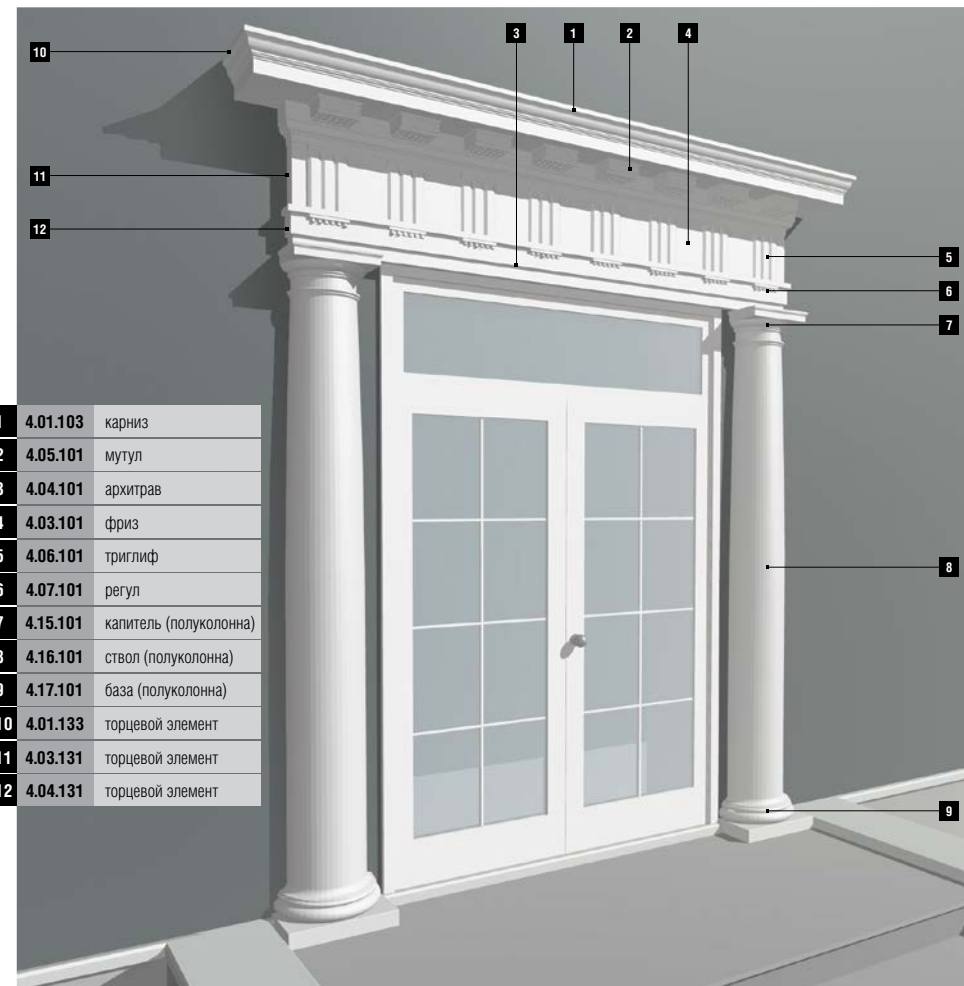 3 1 2 4
10
11
12
5
6
7
1 4.01.103 карниз
2 4.05.101 мутул
3 4.04.101 архитрав
4 4.03.101 фриз
5 4.06.101 триглиф
6 4.07.101 регул
7 4.15.101 капитель (полуколонна)
8 4.16.101 ствол (полуколонна)
9 4.17.101 база (полуколонна)
10 4.01.133 торцевой элемент
11 4.03.131 торцевой элемент
12 4.04.131 торцевой элемент
8
9